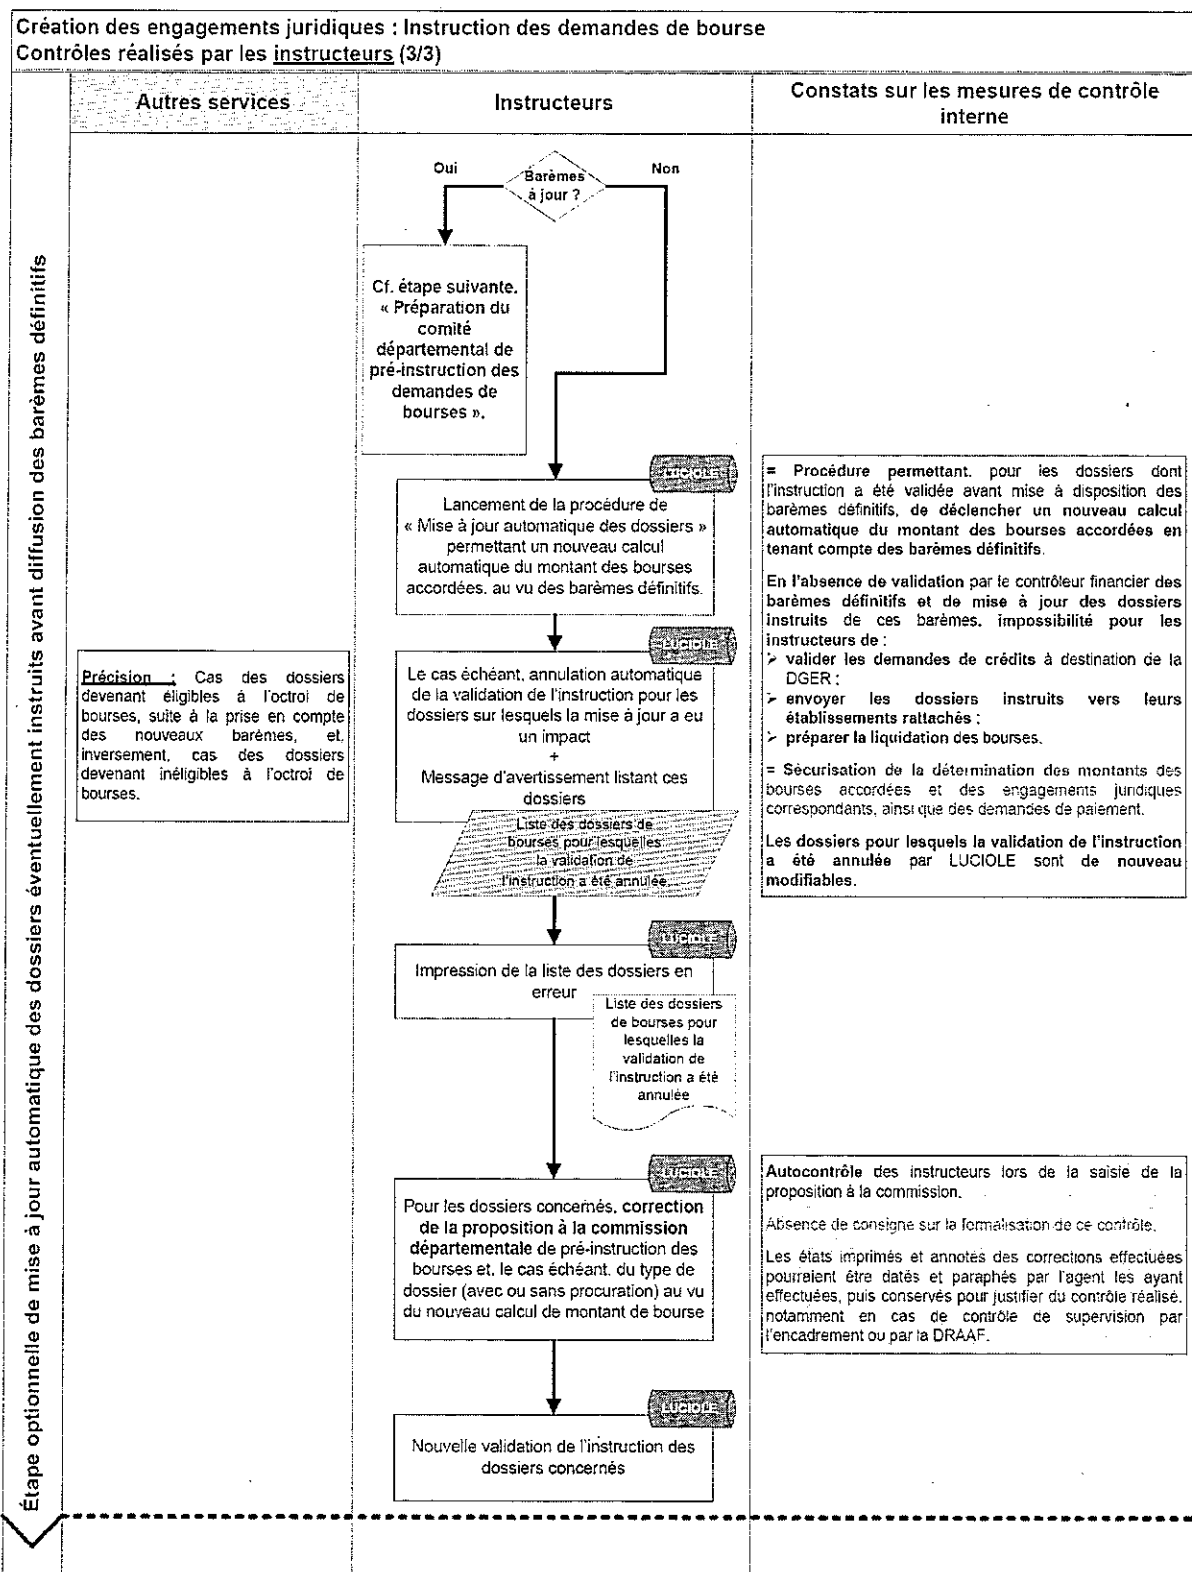 Création des engagements juridiques : Instruction des demandes de bourse
Contrôles réalisés par les instructeurs (3/3)
Autres services
Instructeurs
Constats sur les mesures de contrôle
interne
Étape optionnelle de mise à jour automatique des dossiers éventuellement instruits avant diffusion des barèmes définitifs
Oui
Barèmes
à jour ?
Non
Cf. étape suivante.
« Préparation du
comité
départemental de
pré-instruction des
demandes de
bourses ».
LUCIOLE
Lancement de la procédure de
« Mise à jour automatique des dossiers »
permettant un nouveau calcul
automatique du montant des bourses
accordées, au vu des barèmes définitifs.
= Procédure permettant, pour les dossiers dont
l'instruction a été validée avant mise à disposition des
barèmes définitifs, de déclencher un nouveau calcul
automatique du montant des bourses accordées en
tenant compte des barèmes définitifs.
En l'absence de validation par le contrôleur financier des
barèmes définitifs et de mise à jour des dossiers
instruits de ces barèmes, impossibilité pour les
instructeurs de :
➢ valider les demandes de crédits à destination de la
DGER ;
➢ envoyer les dossiers instruits vers leurs
établissements rattachés ;
➢ préparer la liquidation des bourses.
= Sécurisation de la détermination des montants des
bourses accordées et des engagements juridiques
correspondants, ainsi que des demandes de paiement.
Les dossiers pour lesquels la validation de l'instruction
a été annulée par LUCIOLE sont de nouveau
modifiables.
Précision : Cas des dossiers
devenant éligibles à l'octroi de
bourses, suite à la prise en compte
des nouveaux barèmes, et,
inversement, cas des dossiers
devenant inéligibles à l'octroi de
bourses.
LUCIOLE
Le cas échéant, annulation automatique
de la validation de l'instruction pour les
dossiers sur lesquels la mise à jour a eu
un impact
+
Message d'avertissement listant ces
dossiers
Liste des dossiers de
bourses pour lesquelles
la validation de
l'instruction a été annulée.
LUCIOLE
Impression de la liste des dossiers en
erreur
Liste des dossiers
de bourses pour
lesquelles la
validation de
l'instruction a été
annulée
LUCIOLE
Pour les dossiers concernés, correction
de la proposition à la commission
départementale de pré-instruction des
bourses et, le cas échéant, du type de
dossier (avec ou sans procuration) au vu
du nouveau calcul de montant de bourse
Autocontrôle des instructeurs lors de la saisie de la
proposition à la commission.
Absence de consigne sur la formalisation de ce contrôle.
Les états imprimés et annotés des corrections effectuées
pourraient être datés et paraphés par l'agent les ayant
effectuées, puis conservés pour justifier du contrôle réalisé,
notamment en cas de contrôle de supervision par
l'encadrement ou par la DRAAF.
LUCIOLE
Nouvelle validation de l'instruction des
dossiers concernés